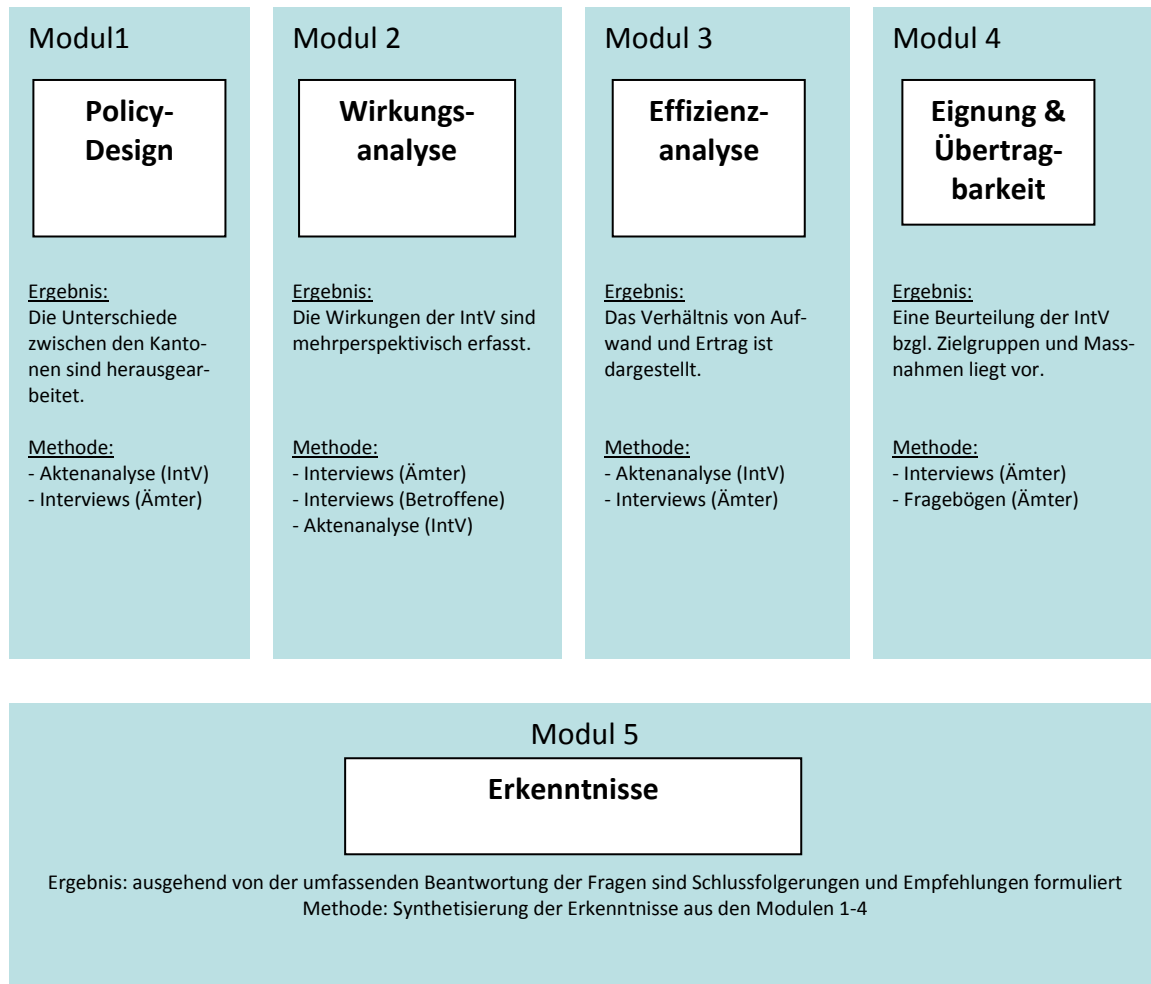 Modul1
Policy-
Design
Ergebnis:
Die Unterschiede
zwischen den Kanto-
nen sind herausgear-
beitet.
Methode:
- Aktenanalyse (IntV)
- Interviews (Ämter)
Modul 2
Wirkungs-
analyse
Ergebnis:
Die Wirkungen der IntV sind
mehrperspektivisch erfasst.
Methode:
- Interviews (Ämter)
- Interviews (Betroffene)
- Aktenanalyse (IntV)
Modul 3
Effizienz-
analyse
Ergebnis:
Das Verhältnis von Auf-
wand und Ertrag ist
dargestellt.
Methode:
- Aktenanalyse (IntV)
- Interviews (Ämter)
Modul 4
Eignung &
Übertrag-
barkeit
Ergebnis:
Eine Beurteilung der IntV
bzgl. Zielgruppen und Mass-
nahmen liegt vor.
Methode:
- Interviews (Ämter)
- Fragebögen (Ämter)
Modul 5
Erkenntnisse
Ergebnis: ausgehend von der umfassenden Beantwortung der Fragen sind Schlussfolgerungen und Empfehlungen formuliert
Methode: Synthetisierung der Erkenntnisse aus den Modulen 1-4